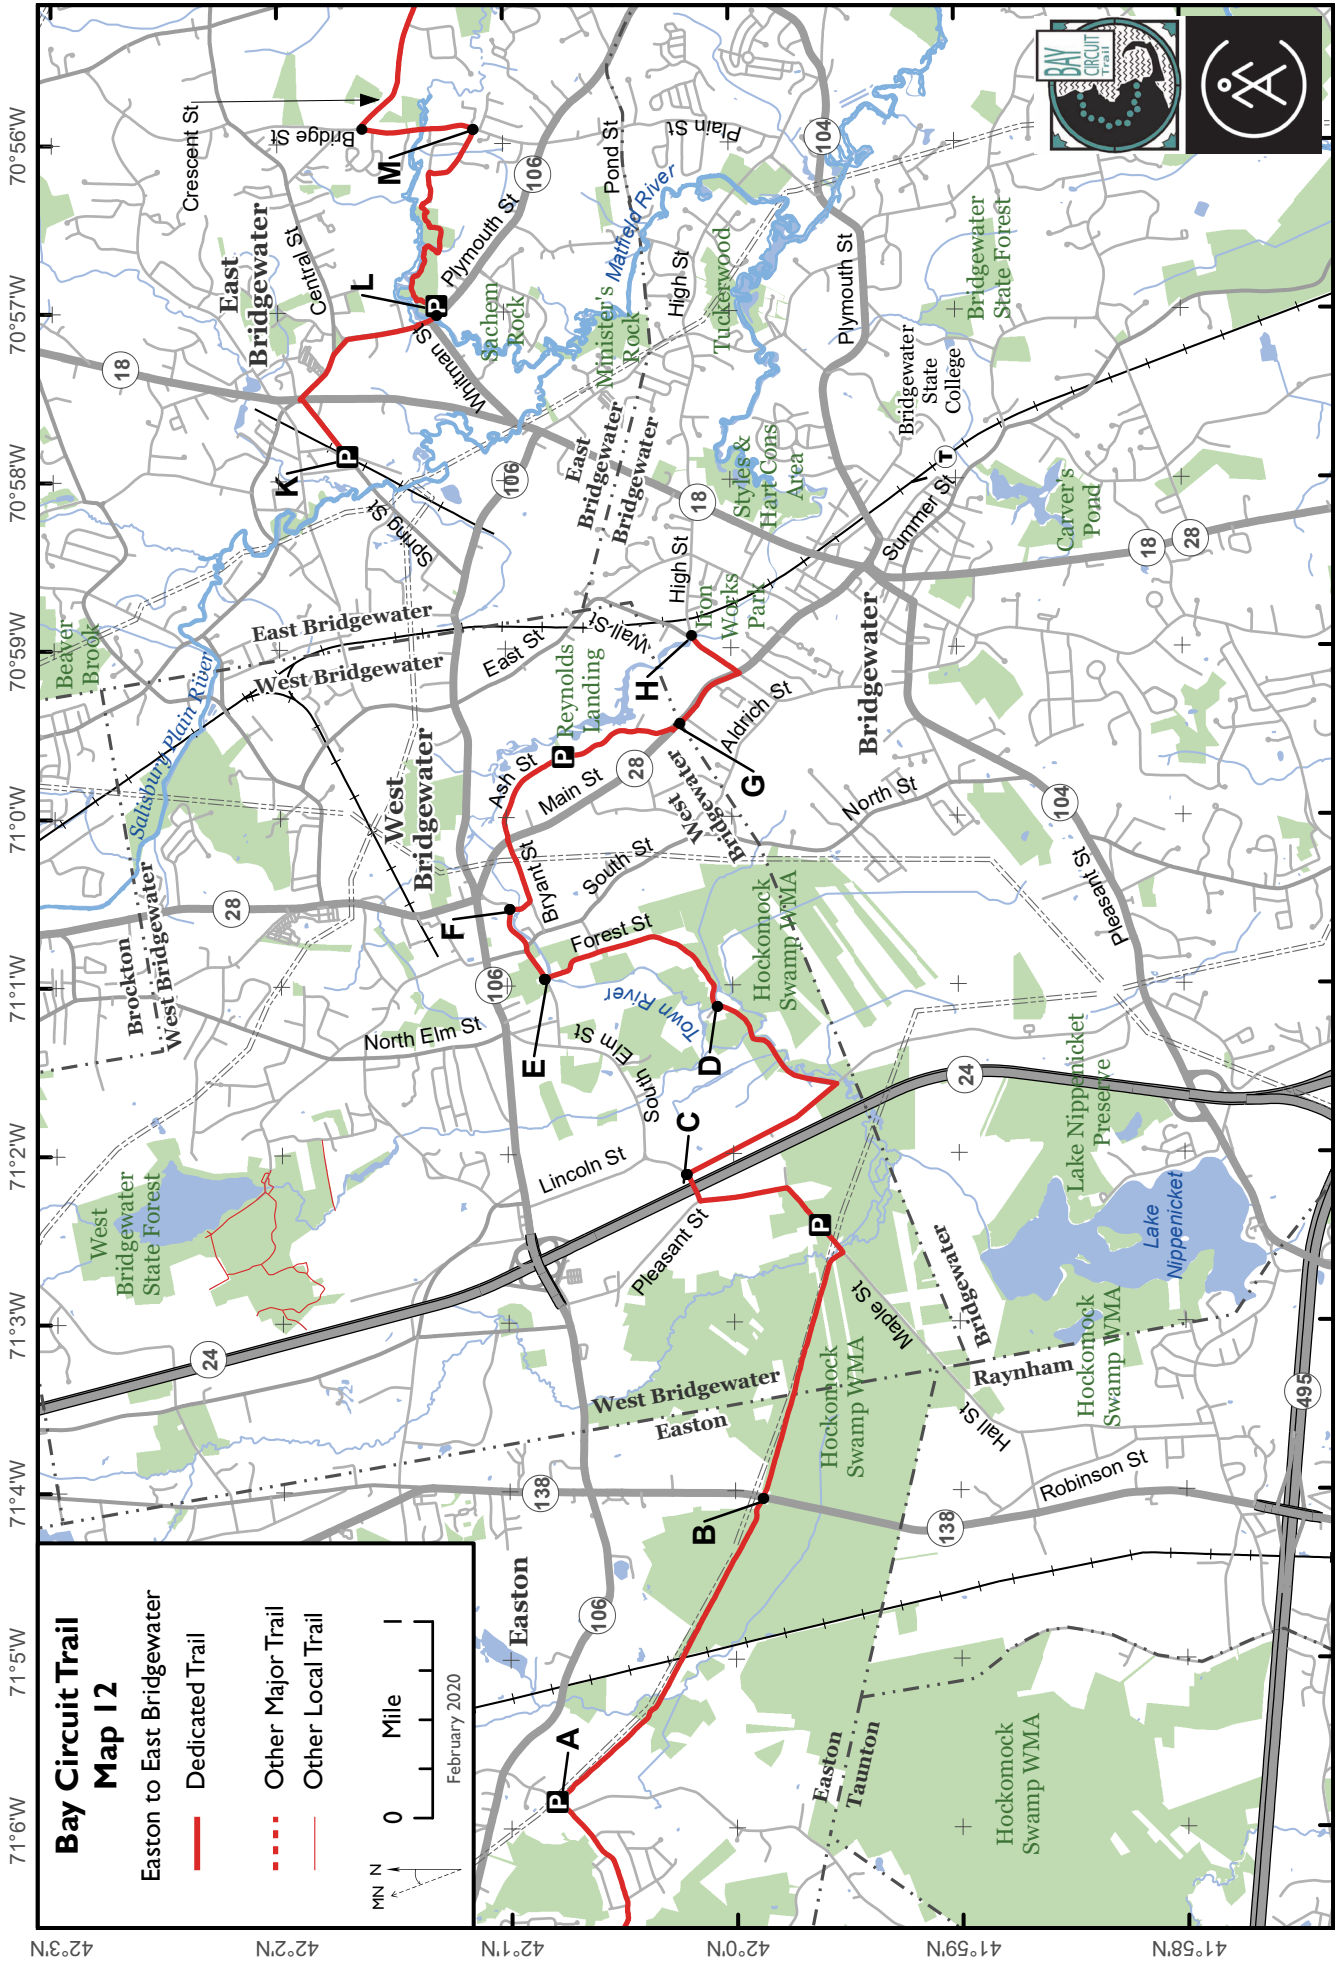 Bay Circuit Trail
Map 12
Easton to East Bridgewater
Dedicated Trail
Other Major Trail
Other Local Trail
MN N
0 Mile 1
February 2020
71°6'W
71°5'W
71°4'W
71°3'W
71°2'W
71°1'W
71°0'W
70°59'W
70°58'W
70°57'W
70°56'W
42°3'N
42°2'N
42°1'N
42°0'N
41°59'N
41°58'N
West
Bridgewater
State Forest
24
Brockton
West Bridgewater
28
Salisbury Plain River
Beaver
Brook
East Bridgewater
West Bridgewater
West
Bridgewater
18
East
Bridgewater
Central St
Crescent St
Bridge St
K
P
L
P
M
Spring St
Whitman St
Plymouth St
106
Sachem
Rock
Pond St
Plain St
Matfield River
Minister's
Rock
High St
Tuckerwood
104
Easton
106
138
A
P
B
West Bridgewater
Easton
Hockomock
Swamp WMA
Pleasant St
Lincoln St
North Elm St
106
C
P
Maple St
South Elm St
Town River
D
E
F
Forest St
Bryant St
South St
Main St
28
Ash St
P
Reynolds
Landing
East St
Wall St
H
G
Aldrich St
Iron
Works
Park
High St
106
East
Bridgewater
Bridgewater
18
Styles &
Hart Cons
Area
Plymouth St
Bridgewater
State
College
T
Summer St
Bridgewater
State Forest
Carver's
Pond
18
28
Bridgewater
West
Bridgewater
North St
104
Pleasant St
Hockomock
Swamp WMA
24
Lake Nippenicket
Preserve
Lake
Nippenicket
Bridgewater
Raynham
Hockomock
Swamp WMA
Hall St
Robinson St
138
495
Easton
Taunton
Hockomock
Swamp WMA
BAY
CIRCUIT
Trail
AMC